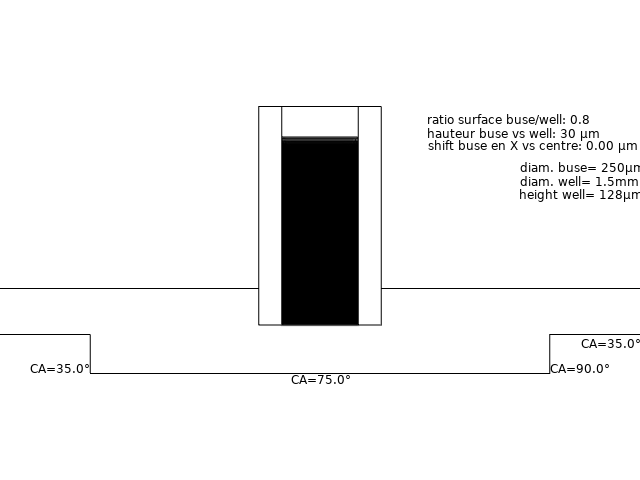 ratio surface buse/well: 0.8
hauteur buse vs well: 30 µm
shift buse en X vs centre: 0.00 µm
diam. buse= 250µm
diam. well= 1.5mm
height well= 128µm
CA=35.0°
CA=35.0°
CA=90.0°
CA=75.0°